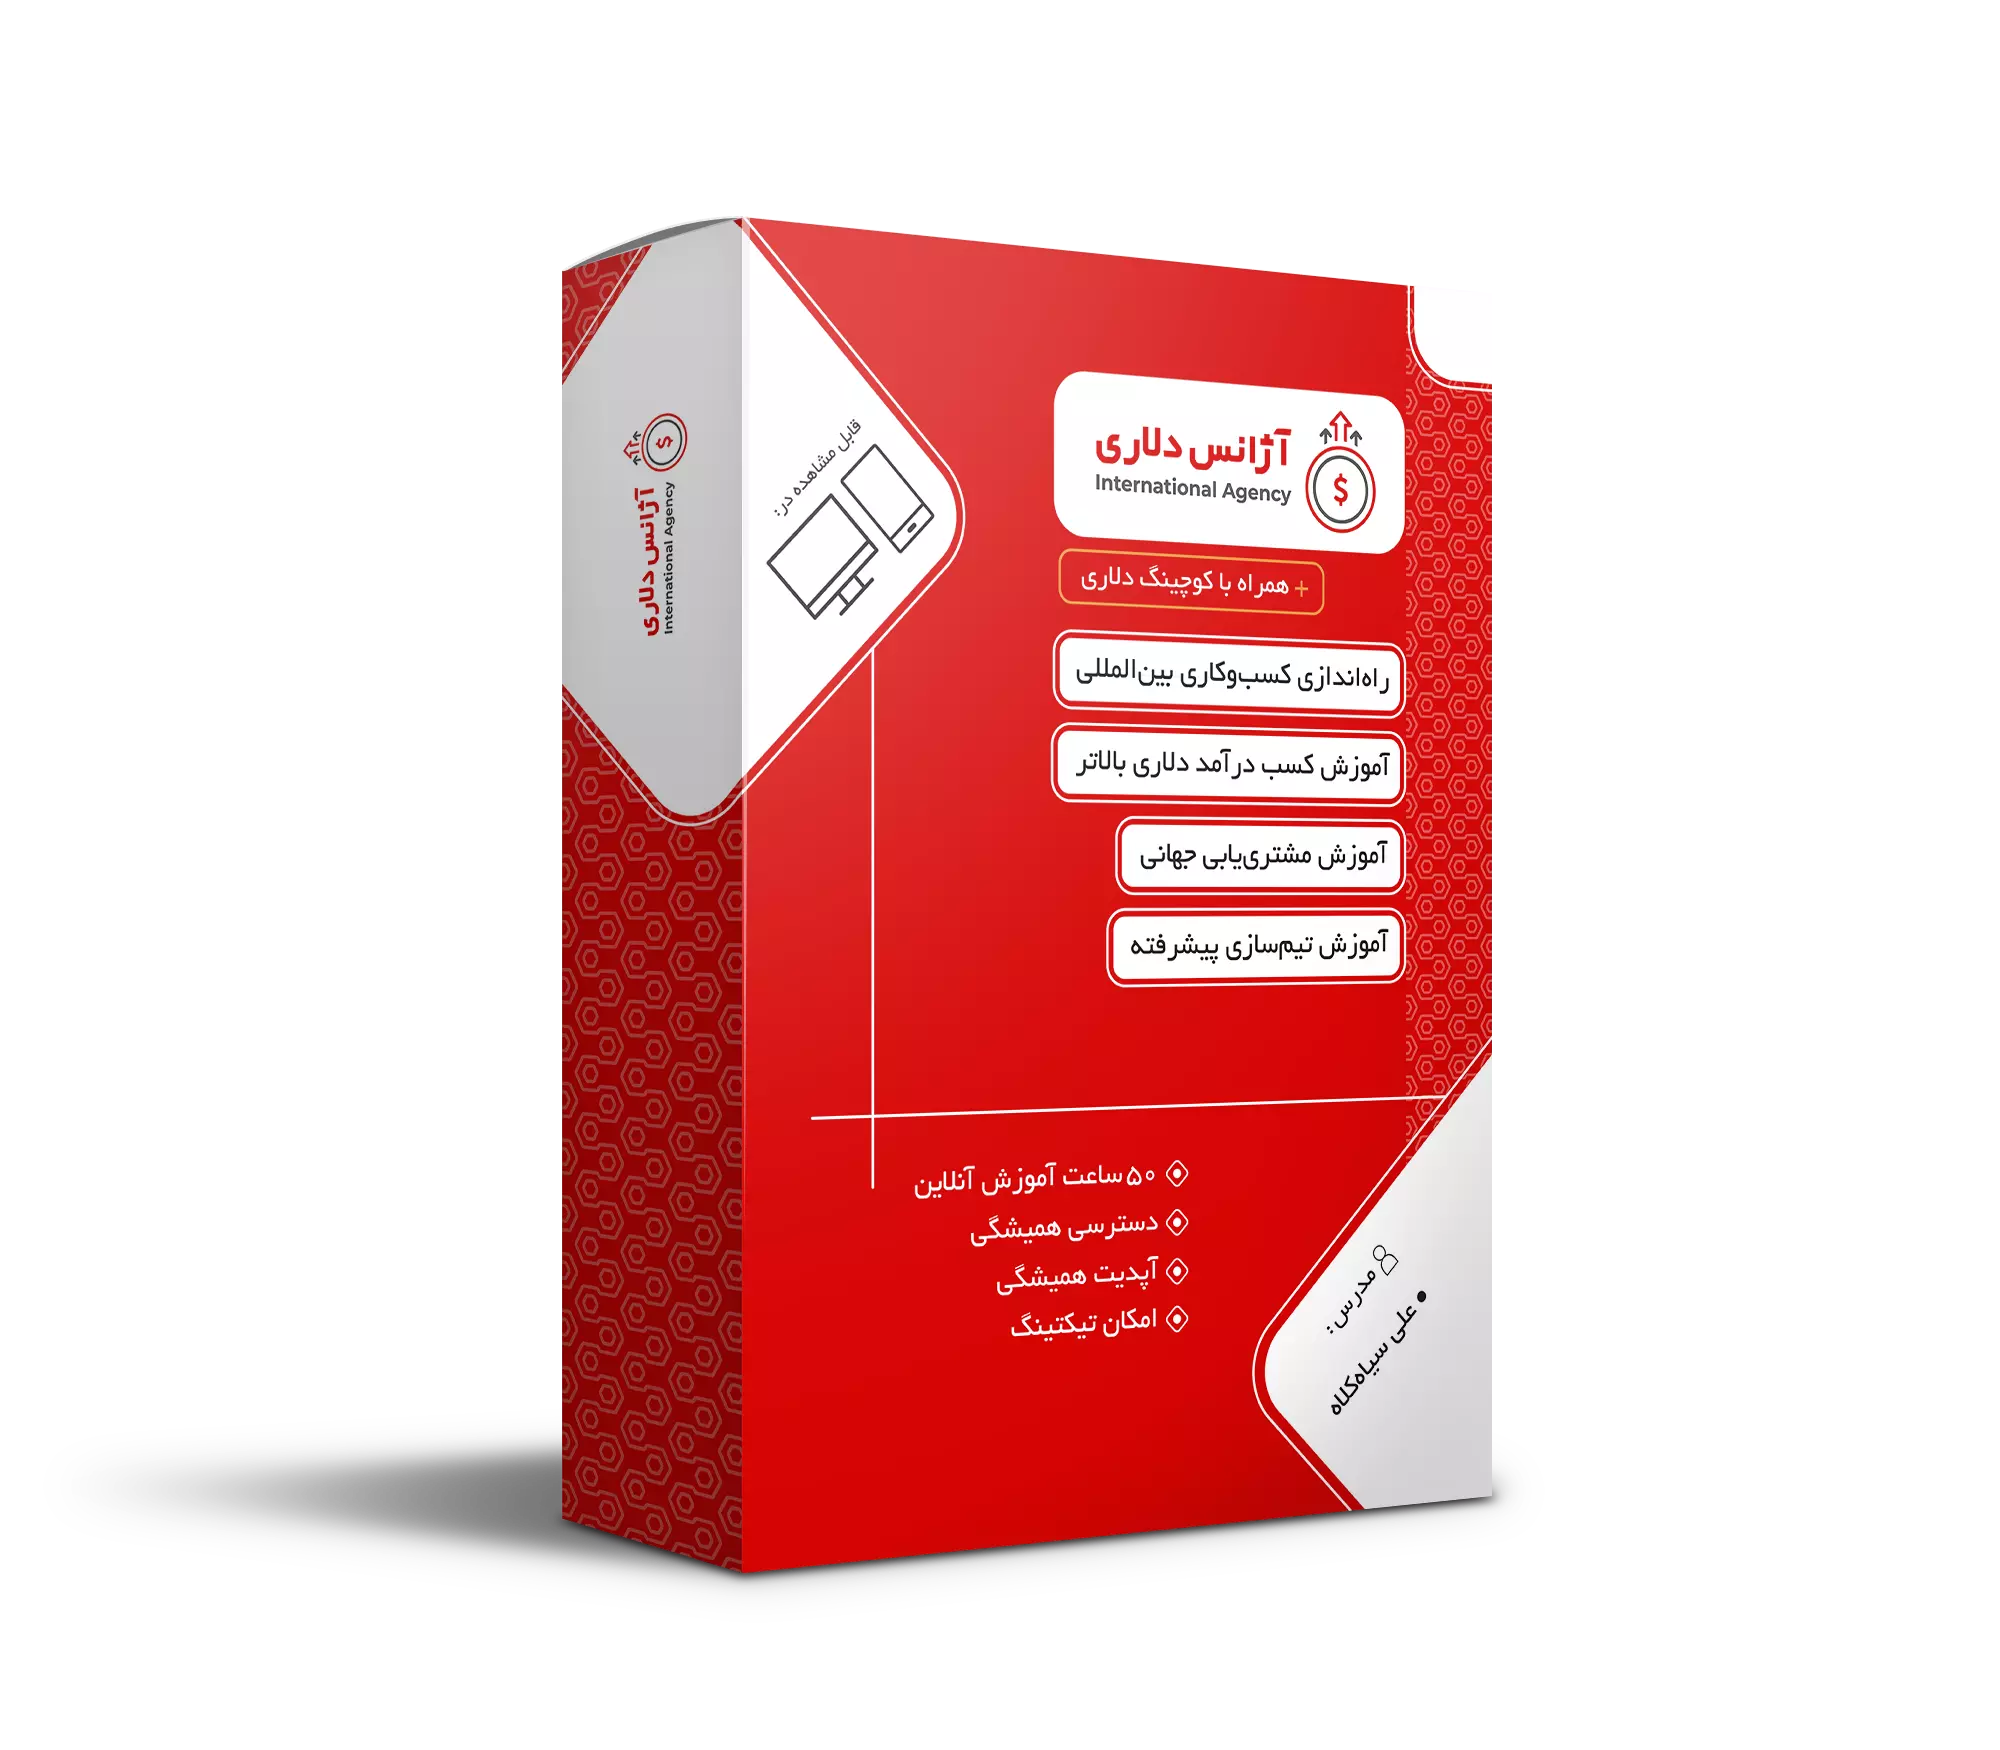 آژانس دلاری
International Agency
$
+ همراه با کوچینگ دلاری
راه‌اندازی کسب‌وکاری بین‌المللی
آموزش کسب درآمد دلاری بالاتر
آموزش مشتری‌یابی جهانی
آموزش تیم‌سازی پیشرفته
۵۰ ساعت آموزش آنلاین
دسترسی همیشگی
آپدیت همیشگی
امکان تیکتینگ
قابل مشاهده در:
مدرس :
• علی سیاه‌کلاه
$
آژانس دلاری
International Agency